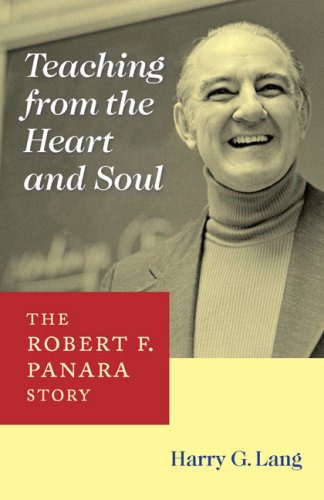 Teaching
from the
Heart
and Soul
THE
ROBERT F.
PANARA
STORY
Harry G. Lang